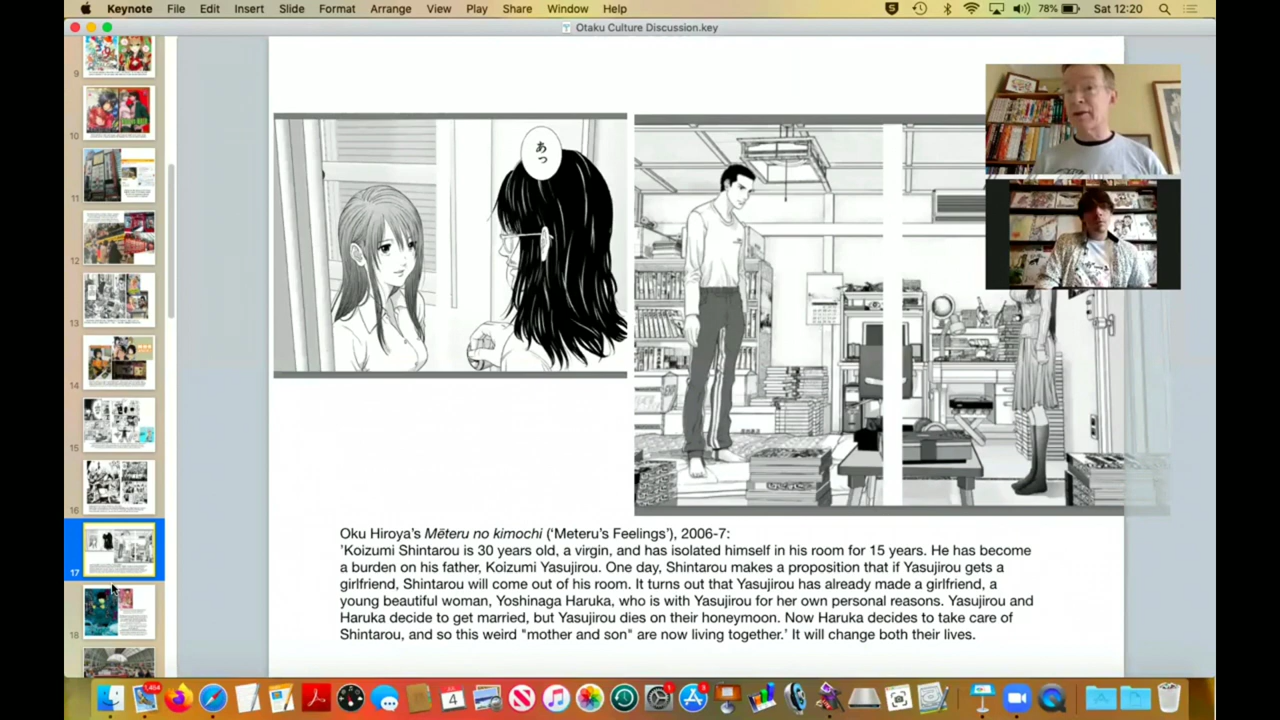 Keynote File Edit Insert Slide Format Arrange View Play Share Window Help 78% Sat 12:20
Otaku Culture Discussion.key
9
10
11
12
13
14
15
16
17
18
あっ
Oku Hiroya's Mēteru no kimochi ('Meteru's Feelings'), 2006-7:
'Koizumi Shintarou is 30 years old, a virgin, and has isolated himself in his room for 15 years. He has become
a burden on his father, Koizumi Yasujirou. One day, Shintarou makes a proposition that if Yasujirou gets a
girlfriend, Shintarou will come out of his room. It turns out that Yasujirou has already made a girlfriend, a
young beautiful woman, Yoshinaga Haruka, who is with Yasujirou for her own personal reasons. Yasujirou and
Haruka decide to get married, but Yasujirou dies on their honeymoon. Now Haruka decides to take care of
Shintarou, and so this weird "mother and son" are now living together.' It will change both their lives.